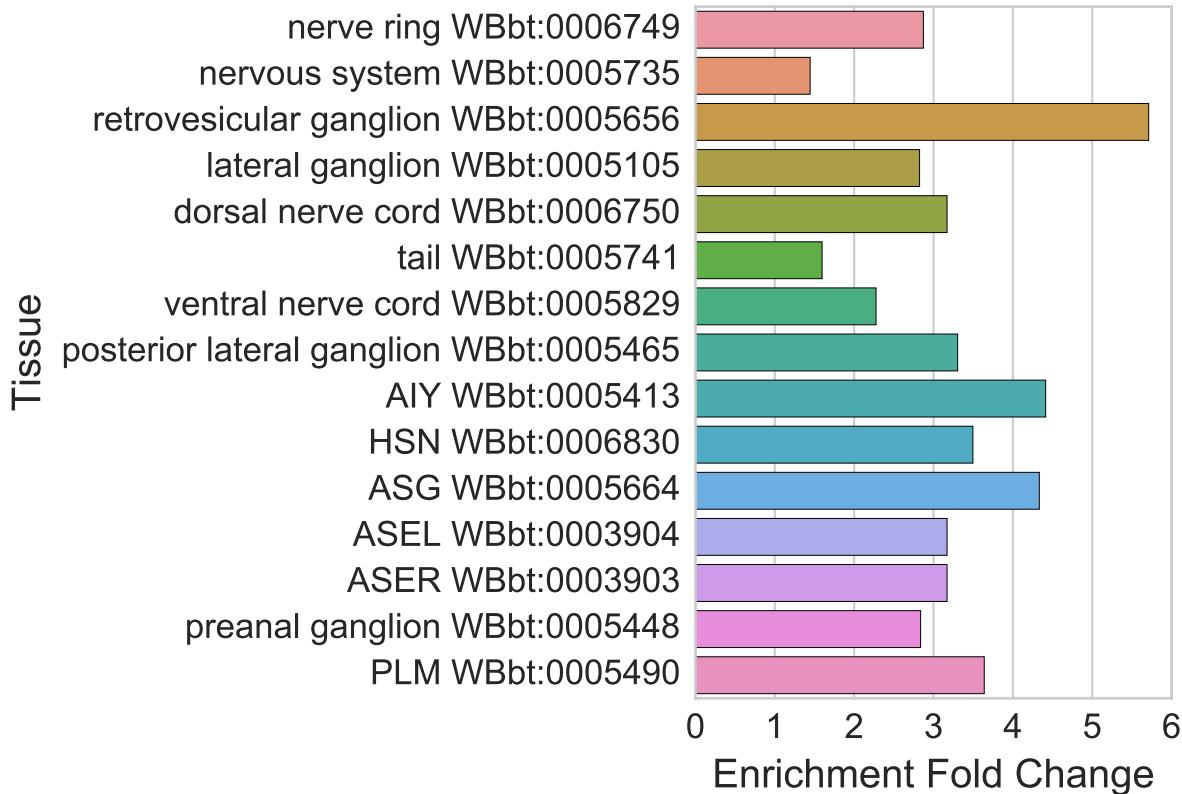 nerve ring WBbt:0006749
nervous system WBbt:0005735
retrovesicular ganglion WBbt:0005656
lateral ganglion WBbt:0005105
dorsal nerve cord WBbt:0006750
tail WBbt:0005741
ventral nerve cord WBbt:0005829
posterior lateral ganglion WBbt:0005465
AIY WBbt:0005413
HSN WBbt:0006830
ASG WBbt:0005664
ASEL WBbt:0003904
ASER WBbt:0003903
preanal ganglion WBbt:0005448
PLM WBbt:0005490
Tissue
0 1 2 3 4 5 6
Enrichment Fold Change